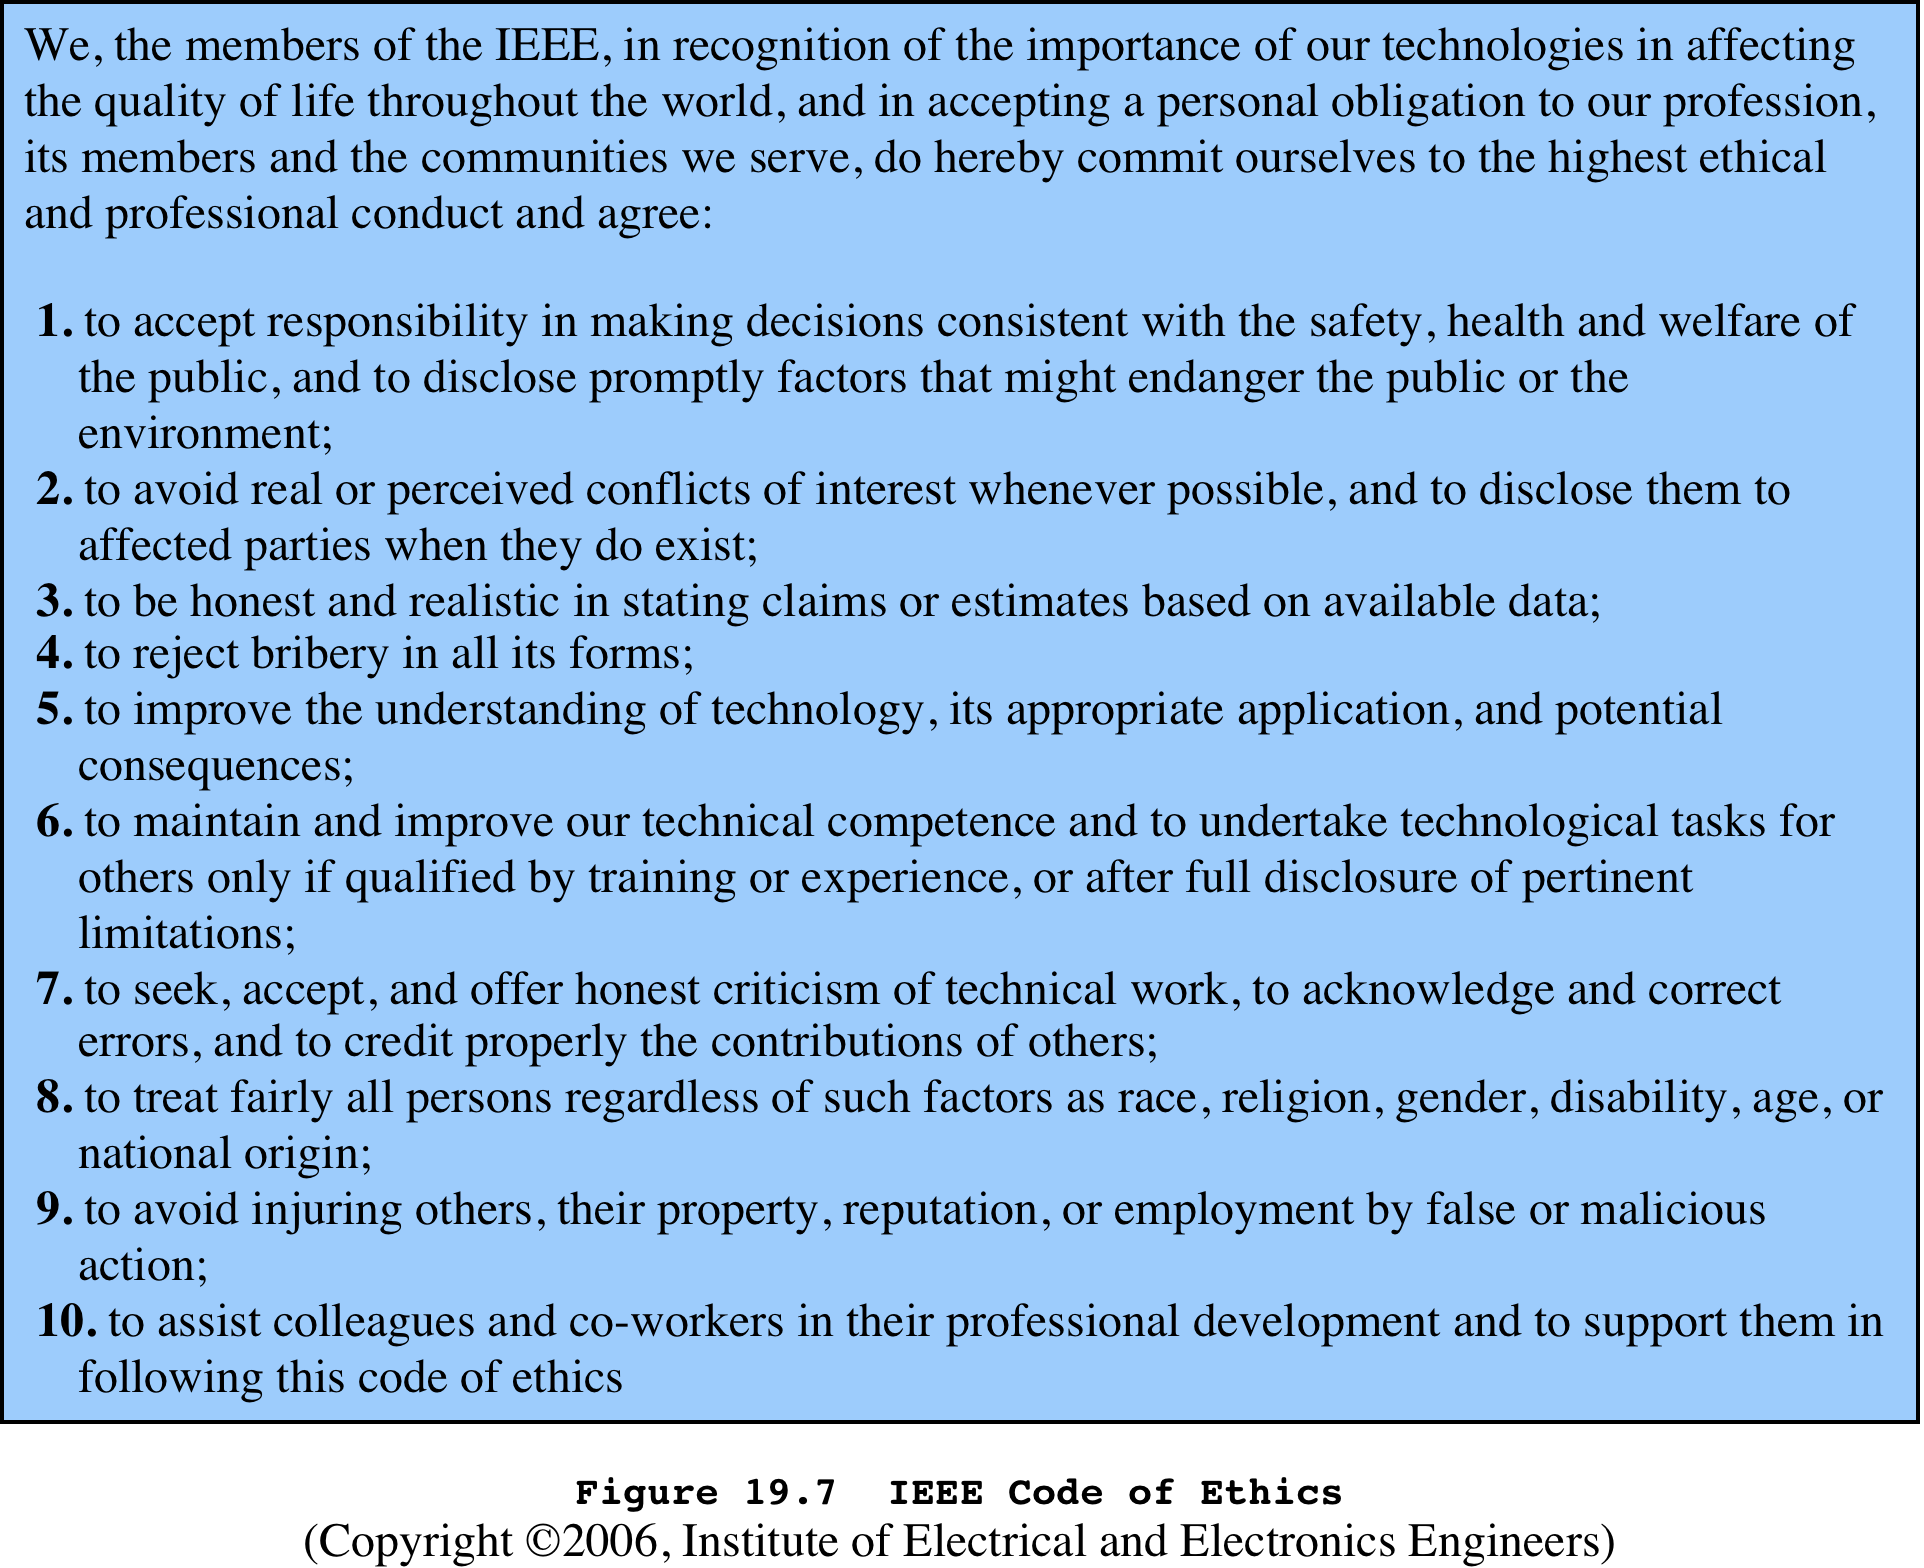 We, the members of the IEEE, in recognition of the importance of our technologies in affecting
the quality of life throughout the world, and in accepting a personal obligation to our profession,
its members and the communities we serve, do hereby commit ourselves to the highest ethical
and professional conduct and agree:
1. to accept responsibility in making decisions consistent with the safety, health and welfare of
the public, and to disclose promptly factors that might endanger the public or the
environment;
2. to avoid real or perceived conflicts of interest whenever possible, and to disclose them to
affected parties when they do exist;
3. to be honest and realistic in stating claims or estimates based on available data;
4. to reject bribery in all its forms;
5. to improve the understanding of technology, its appropriate application, and potential
consequences;
6. to maintain and improve our technical competence and to undertake technological tasks for
others only if qualified by training or experience, or after full disclosure of pertinent
limitations;
7. to seek, accept, and offer honest criticism of technical work, to acknowledge and correct
errors, and to credit properly the contributions of others;
8. to treat fairly all persons regardless of such factors as race, religion, gender, disability, age, or
national origin;
9. to avoid injuring others, their property, reputation, or employment by false or malicious
action;
10. to assist colleagues and co-workers in their professional development and to support them in
following this code of ethics
Figure 19.7 IEEE Code of Ethics
(Copyright ©2006, Institute of Electrical and Electronics Engineers)